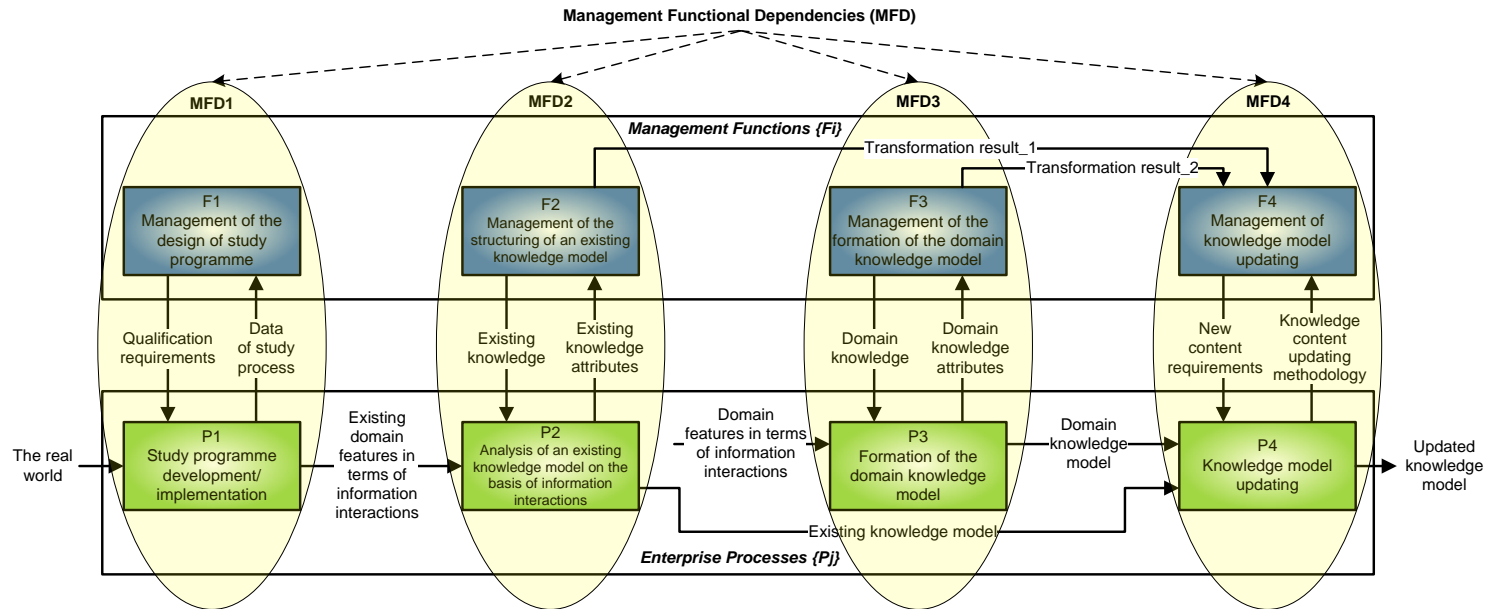 Management Functional Dependencies (MFD)
MFD1
MFD2
MFD3
MFD4
Management Functions {Fi}
Transformation result_1
Transformation result_2
F1
Management of the
design of study
programme
F2
Management of the
structuring of an existing
knowledge model
F3
Management of the
formation of the domain
knowledge model
F4
Management of
knowledge model
updating
Qualification
requirements
Data
of study
process
Existing
knowledge
Existing
knowledge
attributes
Domain
knowledge
Domain
knowledge
attributes
New
content
requirements
Knowledge
content
updating
methodology
The real
world
P1
Study programme
development/
implementation
Existing
domain
features in
terms of
information
interactions
P2
Analysis of an existing
knowledge model on the
basis of information
interactions
Domain
features in terms
of information
interactions
P3
Formation of the
domain knowledge
model
Domain
knowledge
model
P4
Knowledge model
updating
Updated
knowledge
model
Existing knowledge model
Enterprise Processes {Pj}